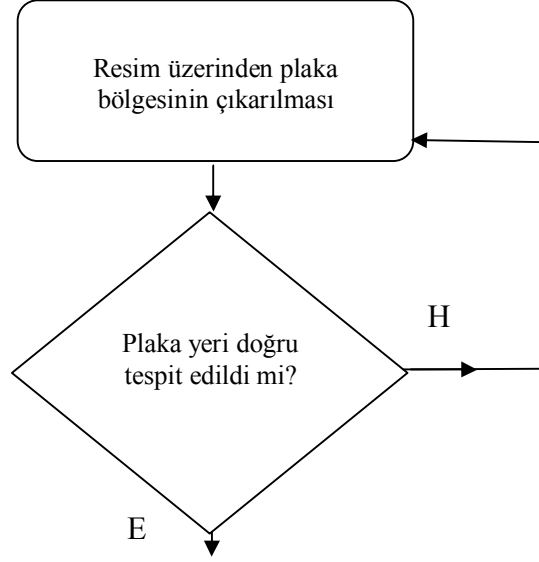 Resim üzerinden plaka
bölgesinin çıkarılması
H
Plaka yeri doğru
tespit edildi mi?
E